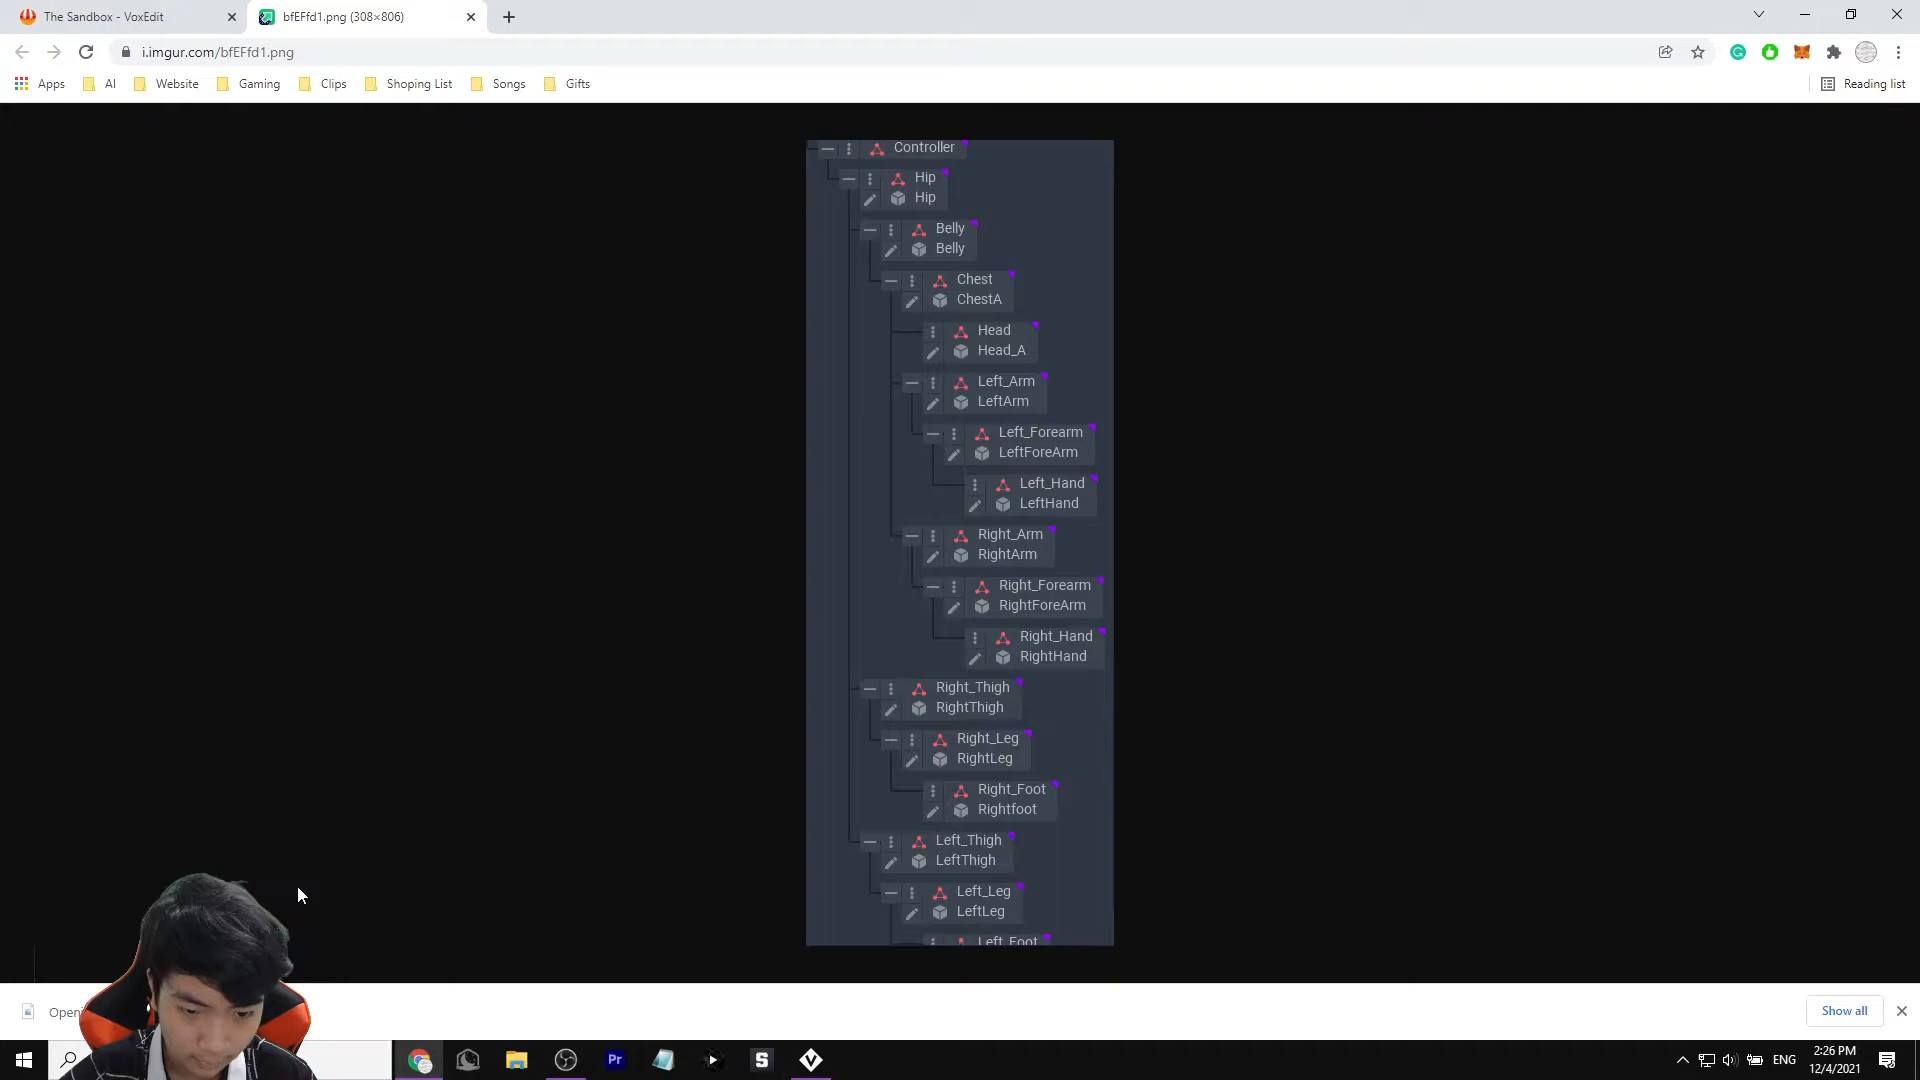 The Sandbox - VoxEdit
bfEFfd1.png (308×806)
i.imgur.com/bfEFfd1.png
Apps
AI
Website
Gaming
Clips
Shoping List
Songs
Gifts
Reading list
Controller
Hip
Hip
Belly
Belly
Chest
ChestA
Head
Head_A
Left_Arm
LeftArm
Left_Forearm
LeftForeArm
Left_Hand
LeftHand
Right_Arm
RightArm
Right_Forearm
RightForeArm
Right_Hand
RightHand
Right_Thigh
RightThigh
Right_Leg
RightLeg
Right_Foot
Rightfoot
Left_Thigh
LeftThigh
Left_Leg
LeftLeg
Left_Foot
Show all
Pr
S
ENG
2:26 PM
12/4/2021